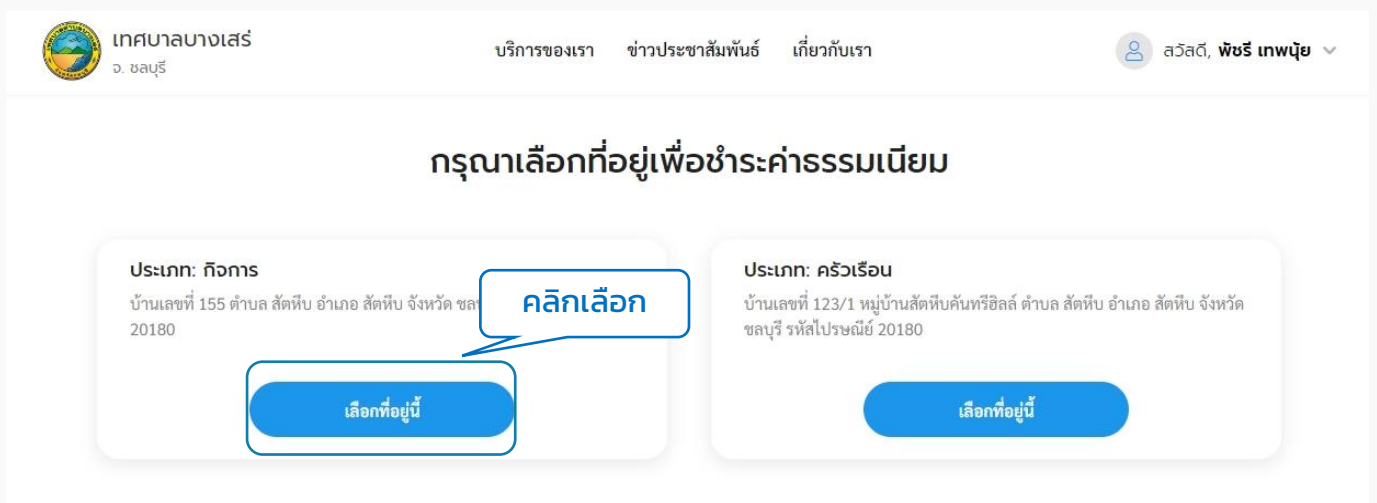 เทศบาลบางเสร่
จ. ชลบุรี
บริการของเรา ข่าวประชาสัมพันธ์ เกี่ยวกับเรา
สวัสดี, พัชรี เทพนุ้ย
กรุณาเลือกที่อยู่เพื่อชำระค่าธรรมเนียม
ประเภท: กิจการ
บ้านเลขที่ 155 ตำบล สัตหีบ อำเภอ สัตหีบ จังหวัด
20180
คลิกเลือก
เลือกที่อยู่นี้
ประเภท: ครัวเรือน
บ้านเลขที่ 123/1 หมู่บ้านสัตหีบคันทรีฮิลล์ ตำบล สัตหีบ อำเภอ สัตหีบ จังหวัด
ชลบุรี รหัสไปรษณีย์ 20180
เลือกที่อยู่นี้